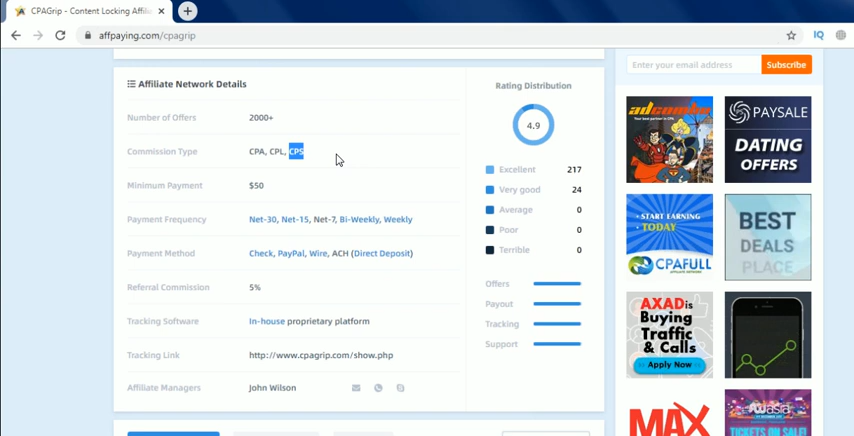 CPAGrip - Content Locking Affili
affpaying.com/cpagrip
IQ
Affiliate Network Details
Number of Offers 2000+
Commission Type CPA, CPL, CPS
Minimum Payment $50
Payment Frequency Net-30, Net-15, Net-7, Bi-Weekly, Weekly
Payment Method Check, PayPal, Wire, ACH (Direct Deposit)
Referral Commission 5%
Tracking Software In-house proprietary platform
Tracking Link http://www.cpagrip.com/show.php
Affiliate Managers John Wilson
Rating Distribution
4.9
Excellent 217
Very good 24
Average 0
Poor 0
Terrible 0
Offers
Payout
Tracking
Support
Enter your email address Subscribe
adcombo
PAYSALE
DATING
OFFERS
START EARNING
TODAY
CPAFULL
BEST
DEALS
PLACE
AXAD is
Buying
Traffic
& Calls
Apply Now
MAX
asia
TICKETS ON SALE!